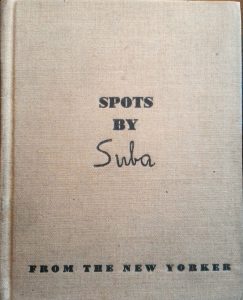 SPOTS
BY
Suba
FROM THE NEW YORKER